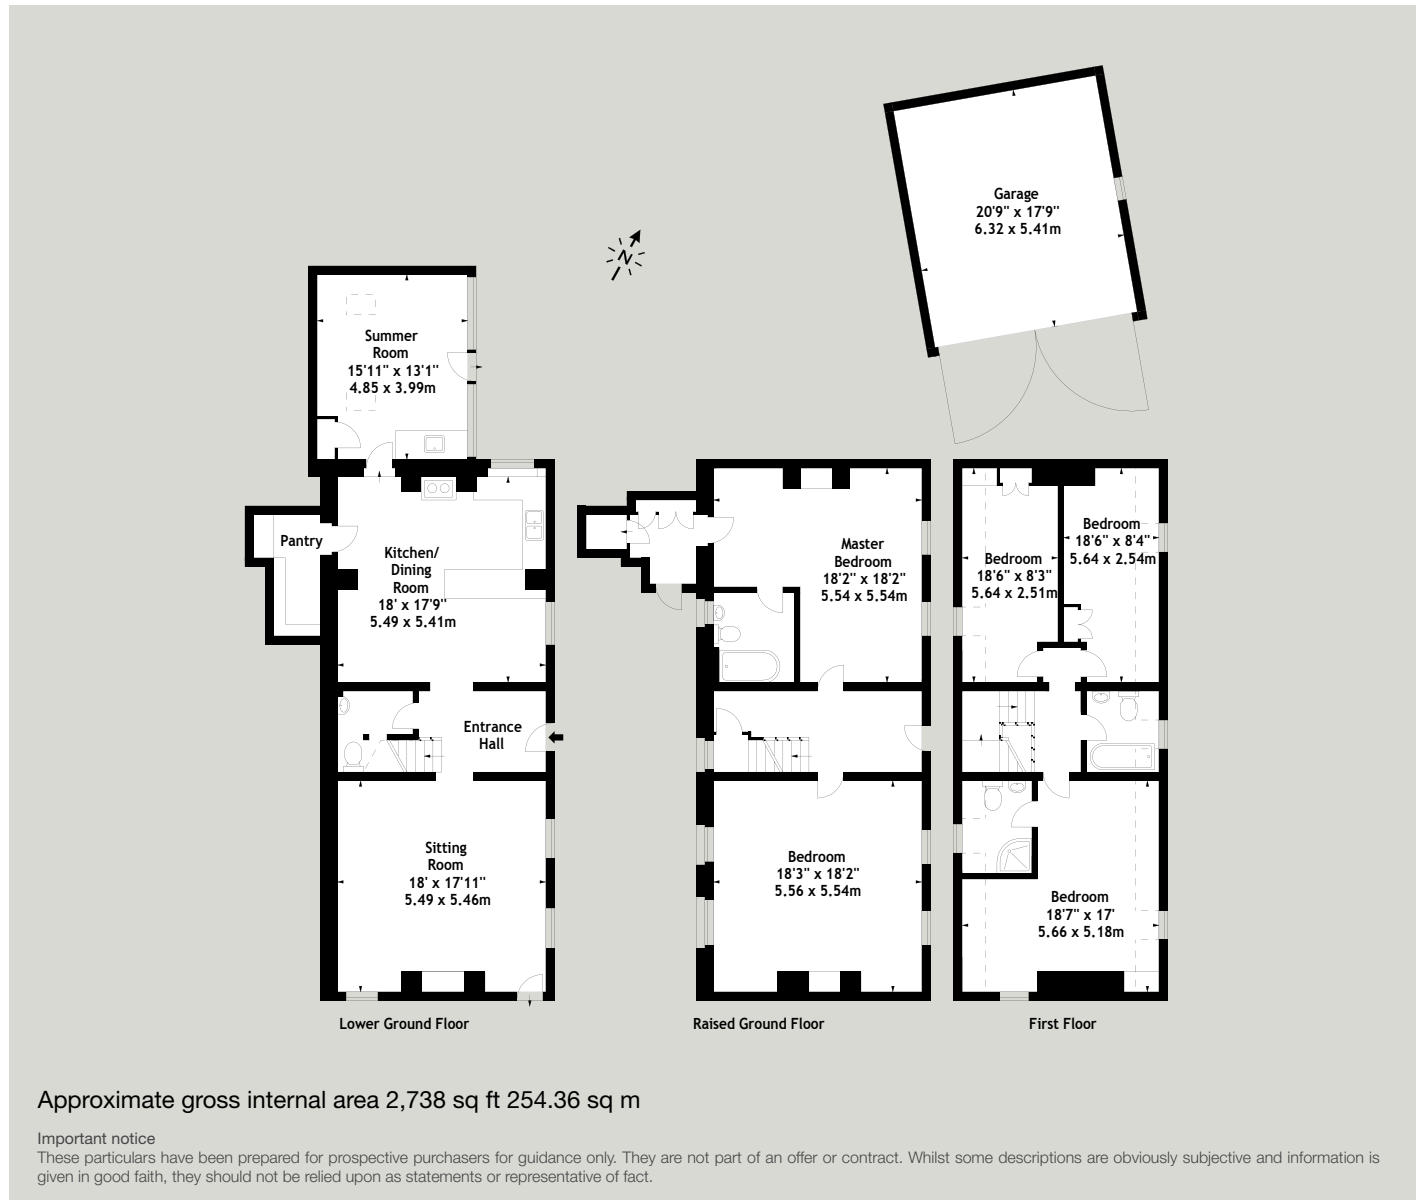 Garage
20'9" x 17'9"
6.32 x 5.41m
N
Summer
Room
15'11" x 13'1"
4.85 x 3.99m
Pantry
Kitchen/
Dining
Room
18' x 17'9"
5.49 x 5.41m
Entrance
Hall
Sitting
Room
18' x 17'11"
5.49 x 5.46m
Lower Ground Floor
Master
Bedroom
18'2" x 18'2"
5.54 x 5.54m
Bedroom
18'3" x 18'2"
5.56 x 5.54m
Raised Ground Floor
Bedroom
18'6" x 8'4"
5.64 x 2.54m
Bedroom
18'6" x 8'3"
5.64 x 2.51m
Bedroom
18'7" x 17'
5.66 x 5.18m
First Floor
Approximate gross internal area 2,738 sq ft 254.36 sq m
Important notice
These particulars have been prepared for prospective purchasers for guidance only. They are not part of an offer or contract. Whilst some descriptions are obviously subjective and information is
given in good faith, they should not be relied upon as statements or representative of fact.